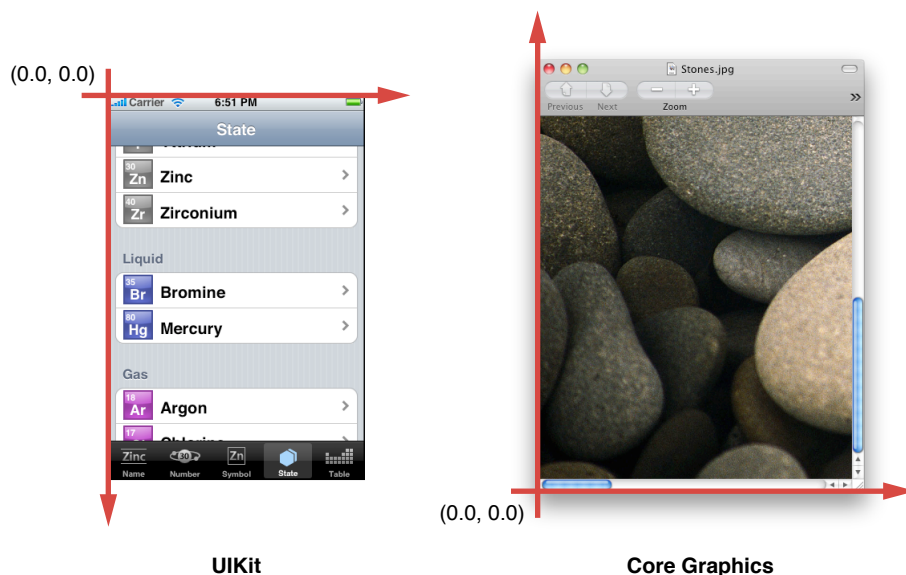 (0.0, 0.0)
Carrier 6:51 PM
State
30
Zn Zinc
40
Zr Zirconium
Liquid
35
Br Bromine
80
Hg Mercury
Gas
18
Ar Argon
17
Zinc 30 Zn
Name Number Symbol State Table
UIKit
Stones.jpg
Previous Next Zoom
(0.0, 0.0)
Core Graphics